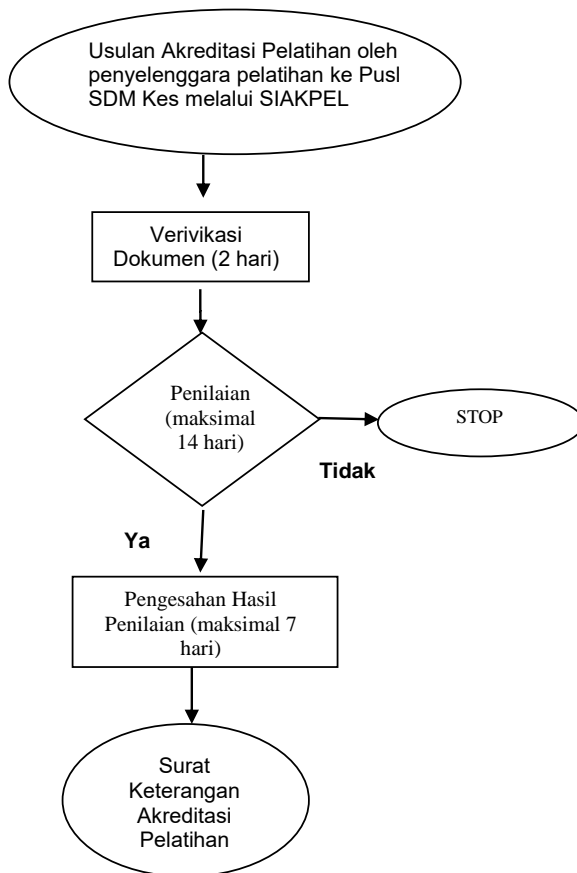 Usulan Akreditasi Pelatihan oleh
penyelenggara pelatihan ke Pusl
SDM Kes melalui SIAKPEL
Verivikasi
Dokumen (2 hari)
Penilaian
(maksimal
14 hari)
STOP
Tidak
Ya
Pengesahan Hasil
Penilaian (maksimal 7
hari)
Surat
Keterangan
Akreditasi
Pelatihan